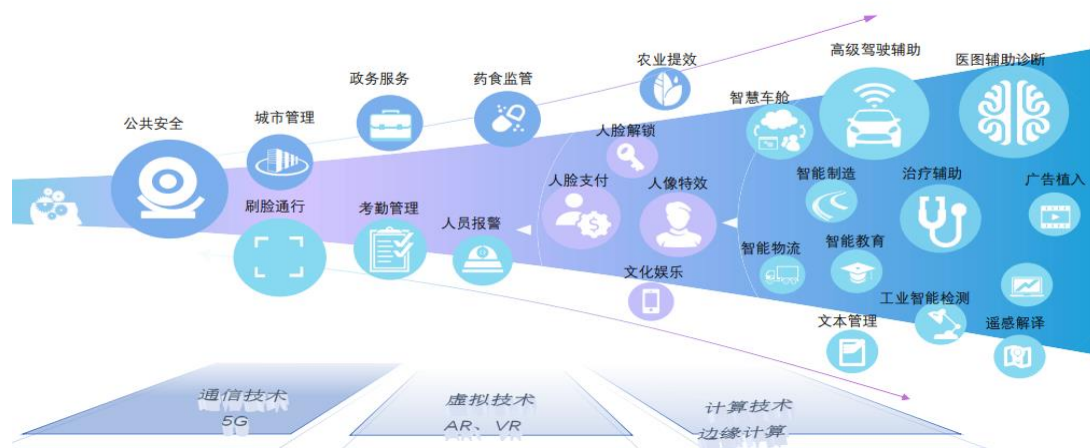 公共安全
城市管理
政务服务
药食监管
农业提效
高级驾驶辅助
医图辅助诊断
智慧车舱
人脸解锁
刷脸通行
考勤管理
人员报警
人脸支付
人像特效
智能制造
治疗辅助
广告植入
文化娱乐
智能物流
智能教育
工业智能检测
文本管理
遥感解译
通信技术
5G
虚拟技术
AR、VR
计算技术
边缘计算